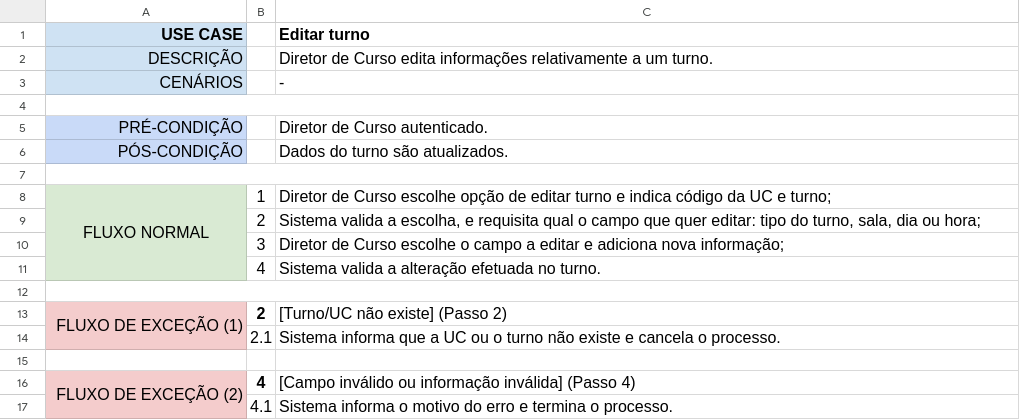 A B C
1 USE CASE Editar turno
2 DESCRIÇÃO Diretor de Curso edita informações relativamente a um turno.
3 CENÁRIOS -
4
5 PRÉ-CONDIÇÃO Diretor de Curso autenticado.
6 PÓS-CONDIÇÃO Dados do turno são atualizados.
7
8 1 Diretor de Curso escolhe opção de editar turno e indica código da UC e turno;
9 FLUXO NORMAL 2 Sistema valida a escolha, e requisita qual o campo que quer editar: tipo do turno, sala, dia ou hora;
10 3 Diretor de Curso escolhe o campo a editar e adiciona nova informação;
11 4 Sistema valida a alteração efetuada no turno.
12
13 FLUXO DE EXCEÇÃO (1) 2 [Turno/UC não existe] (Passo 2)
14 2.1 Sistema informa que a UC ou o turno não existe e cancela o processo.
15
16 FLUXO DE EXCEÇÃO (2) 4 [Campo inválido ou informação inválida] (Passo 4)
17 4.1 Sistema informa o motivo do erro e termina o processo.